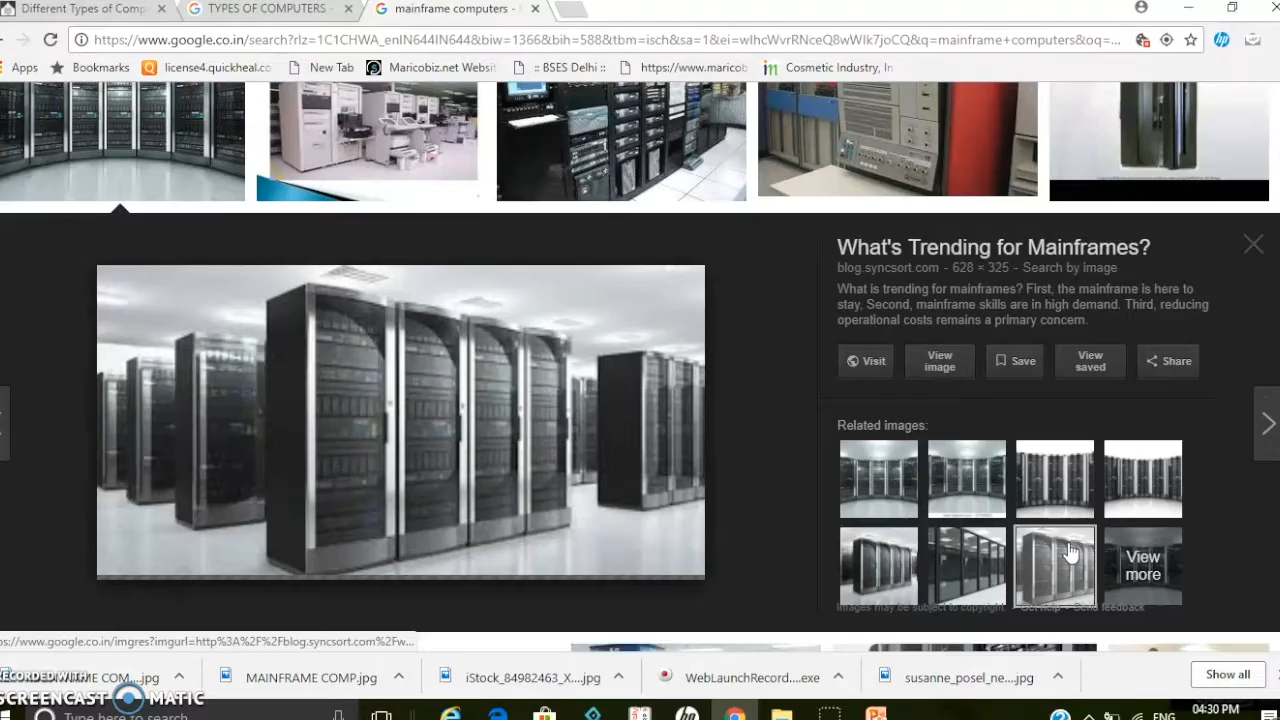 Different Types of Comp
TYPES OF COMPUTERS -
mainframe computers -
https://www.google.co.in/search?rlz=1C1CHWA_enIN644IN644&biw=1366&bih=588&tbm=isch&sa=1&ei=wIhcWvrRNceQ8wWIk7joCQ&q=mainframe+computers&oq=...
Apps
Bookmarks
license4.quickheal.co
New Tab
Maricobiz.net Websit
:: BSES Delhi ::
https://www.maricob
Cosmetic Industry, In
What's Trending for Mainframes?
blog.syncsort.com - 628 × 325 - Search by image
What is trending for mainframes? First, the mainframe is here to
stay, Second, mainframe skills are in high demand. Third, reducing
operational costs remains a primary concern.
Visit
View
image
Save
View
saved
Share
Related images:
View
more
Images may be subject to copyright. - Get help - Send feedback
ps://www.google.co.in/imgres?imgurl=http%3A%2F%2Fblog.syncsort.com%2Fw...
COM....jpg
MAINFRAME COMP.jpg
iStock_84982463_X....jpg
WebLaunchRecord....exe
susanne_posel_ne....jpg
Show all
RECORDED WITH
SCREENCAST MATIC
Type here to search
04:30 PM